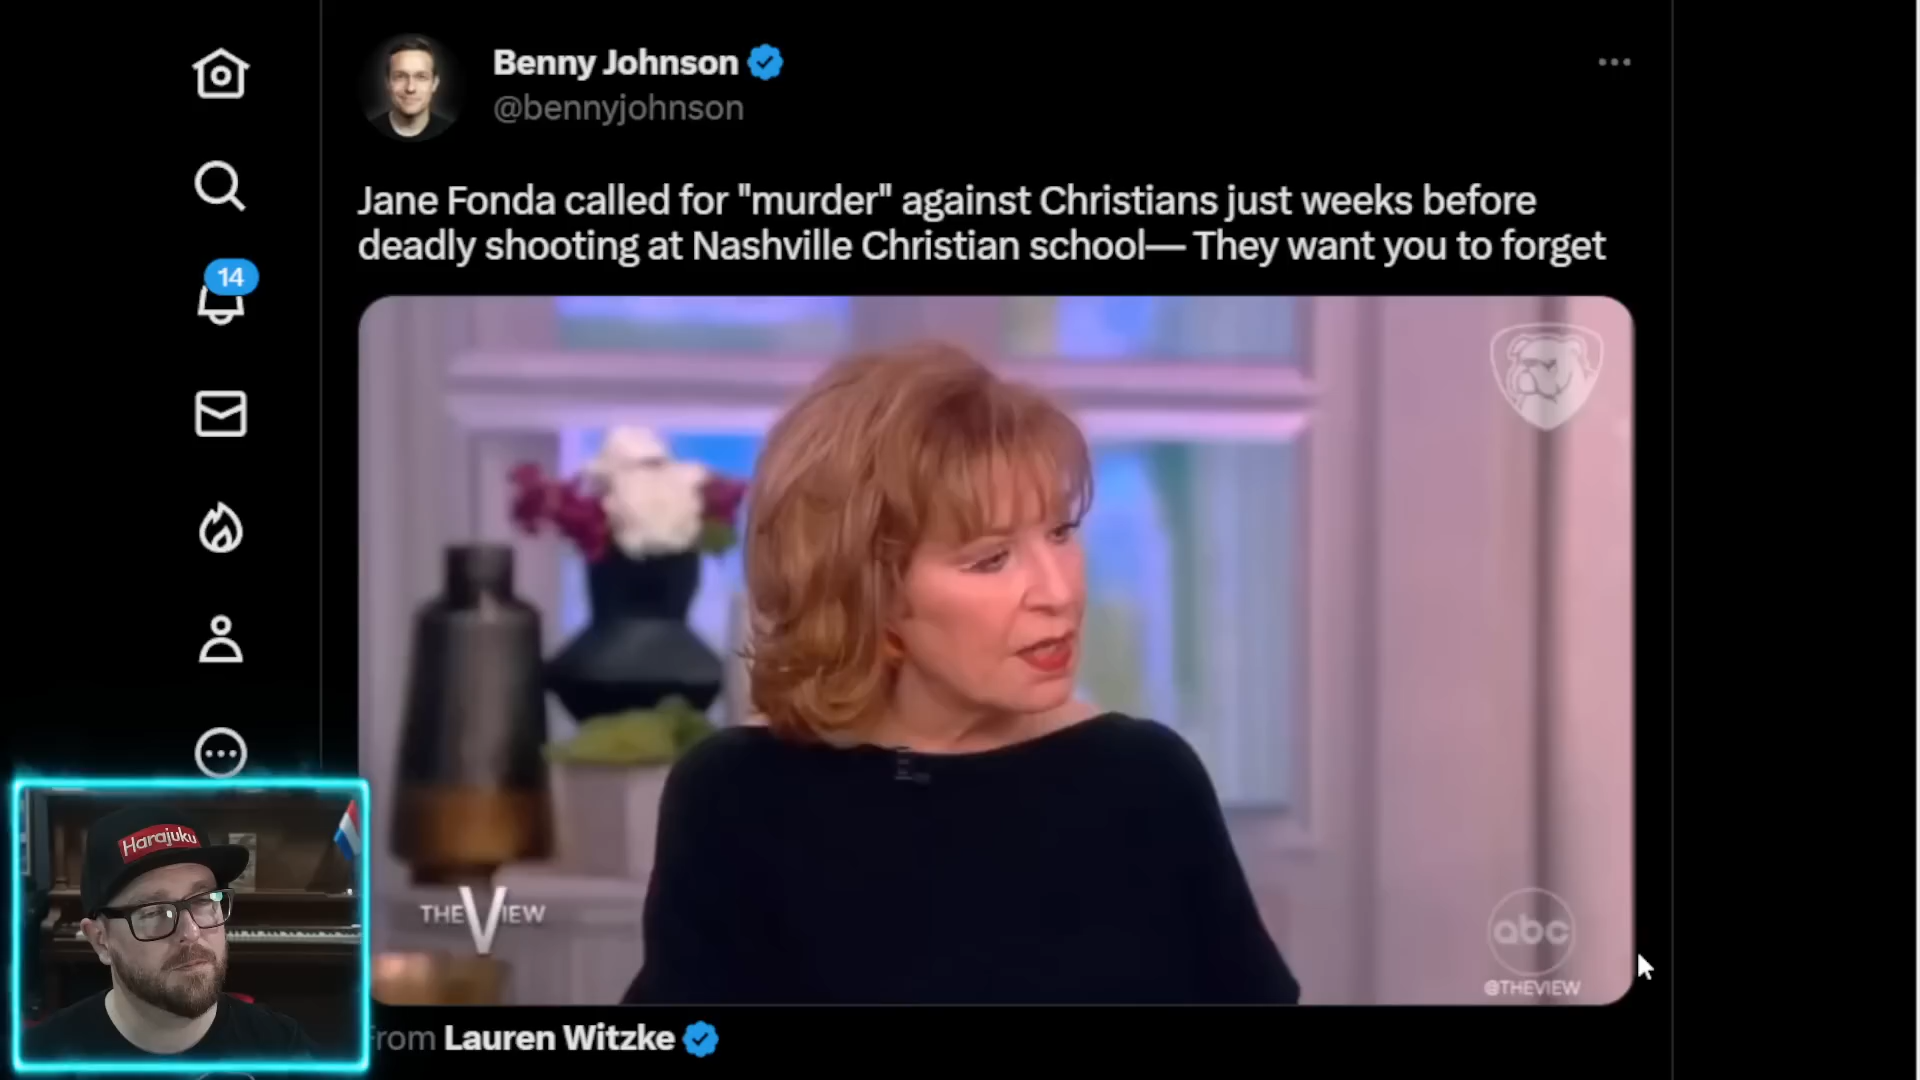 Benny Johnson
@bennyjohnson
Jane Fonda called for "murder" against Christians just weeks before
deadly shooting at Nashville Christian school— They want you to forget
14
THE VIEW
abc
@THEVIEW
Harajuku
From Lauren Witzke